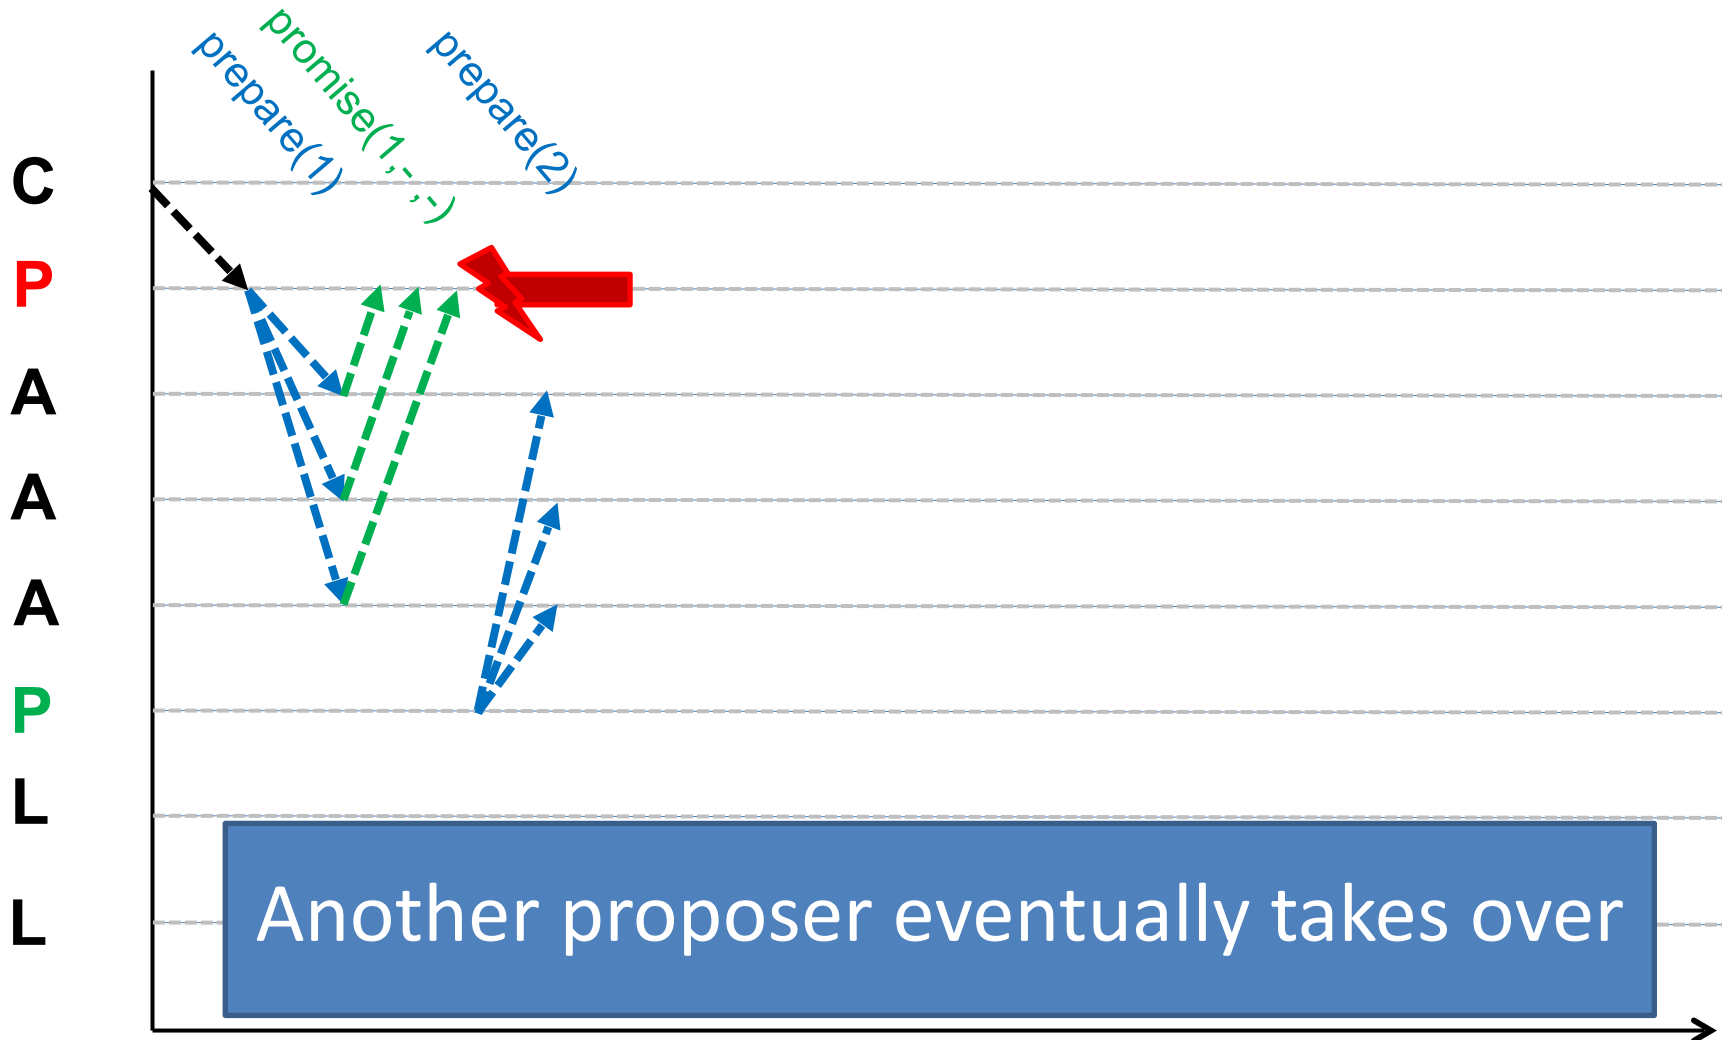 prepare(1)
promise(1,-,-)
prepare(2)
C
P
A
A
A
P
L
L
Another proposer eventually takes over